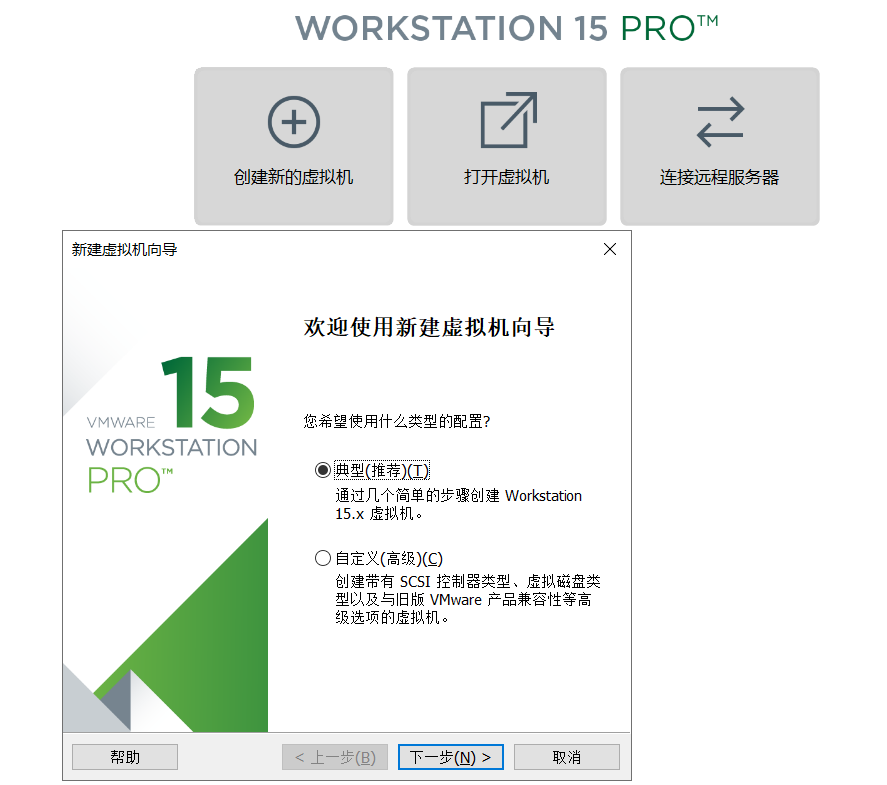 WORKSTATION 15 PRO™
创建新的虚拟机
打开虚拟机
连接远程服务器
新建虚拟机向导
15
VMWARE
WORKSTATION
PRO™
欢迎使用新建虚拟机向导
您希望使用什么类型的配置?
典型(推荐)(T)
通过几个简单的步骤创建 Workstation
15.x 虚拟机。
自定义(高级)(C)
创建带有 SCSI 控制器类型、虚拟磁盘类
型以及与旧版 VMware 产品兼容性等高
级选项的虚拟机。
帮助
< 上一步(B)
下一步(N) >
取消